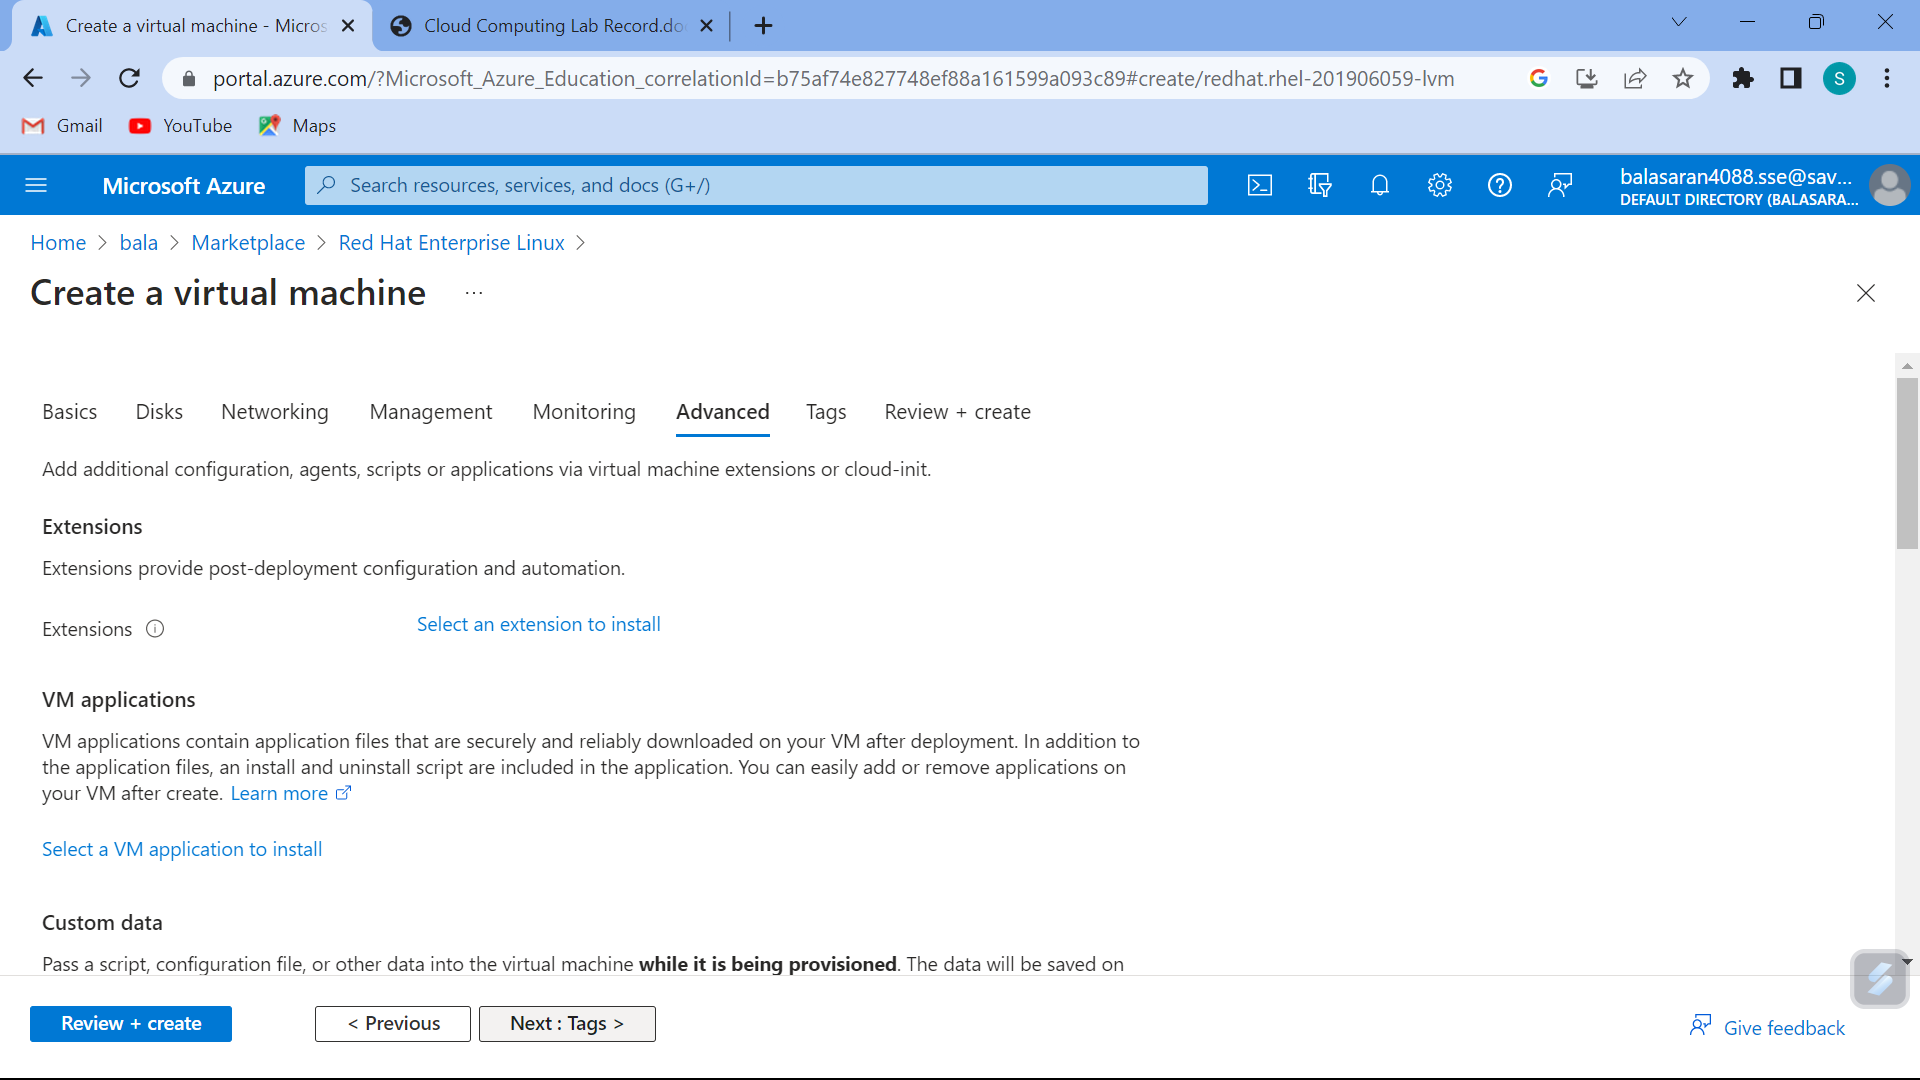 Create a virtual machine - Micros
Cloud Computing Lab Record.do
portal.azure.com/?Microsoft_Azure_Education_correlationId=b75af74e827748ef88a161599a093c89#create/redhat.rhel-201906059-lvm
S
Gmail
YouTube
Maps
Microsoft Azure
Search resources, services, and docs (G+/)
balasaran4088.sse@sav...
DEFAULT DIRECTORY (BALASARA...
Home > bala > Marketplace > Red Hat Enterprise Linux >
Create a virtual machine ...
Basics Disks Networking Management Monitoring Advanced Tags Review + create
Add additional configuration, agents, scripts or applications via virtual machine extensions or cloud-init.
Extensions
Extensions provide post-deployment configuration and automation.
Extensions
Select an extension to install
VM applications
VM applications contain application files that are securely and reliably downloaded on your VM after deployment. In addition to
the application files, an install and uninstall script are included in the application. You can easily add or remove applications on
your VM after create. Learn more
Select a VM application to install
Custom data
Pass a script, configuration file, or other data into the virtual machine while it is being provisioned. The data will be saved on
Review + create
< Previous
Next : Tags >
Give feedback